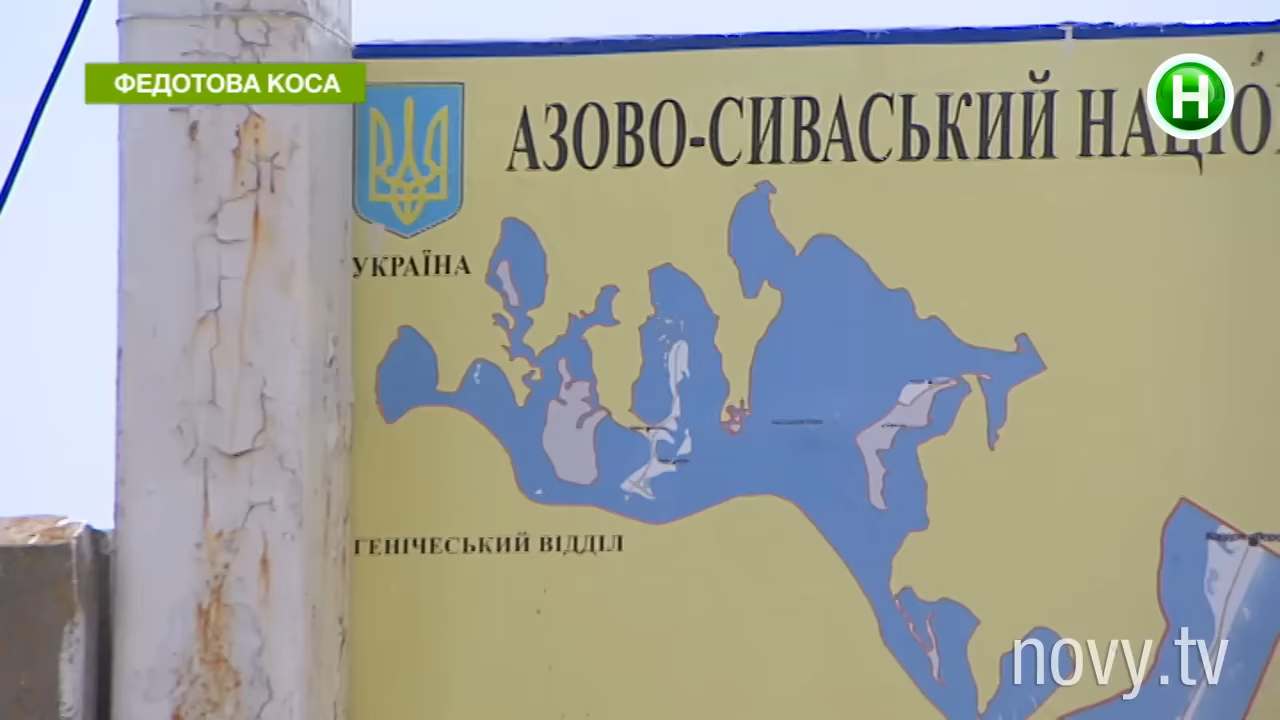 ФЕДОТОВА КОСА
Н
АЗОВО-СИВАСЬКИЙ НАЦІО
УКРАЇНА
ГЕНІЧЕСЬКИЙ ВІДДІЛ
novy.tv